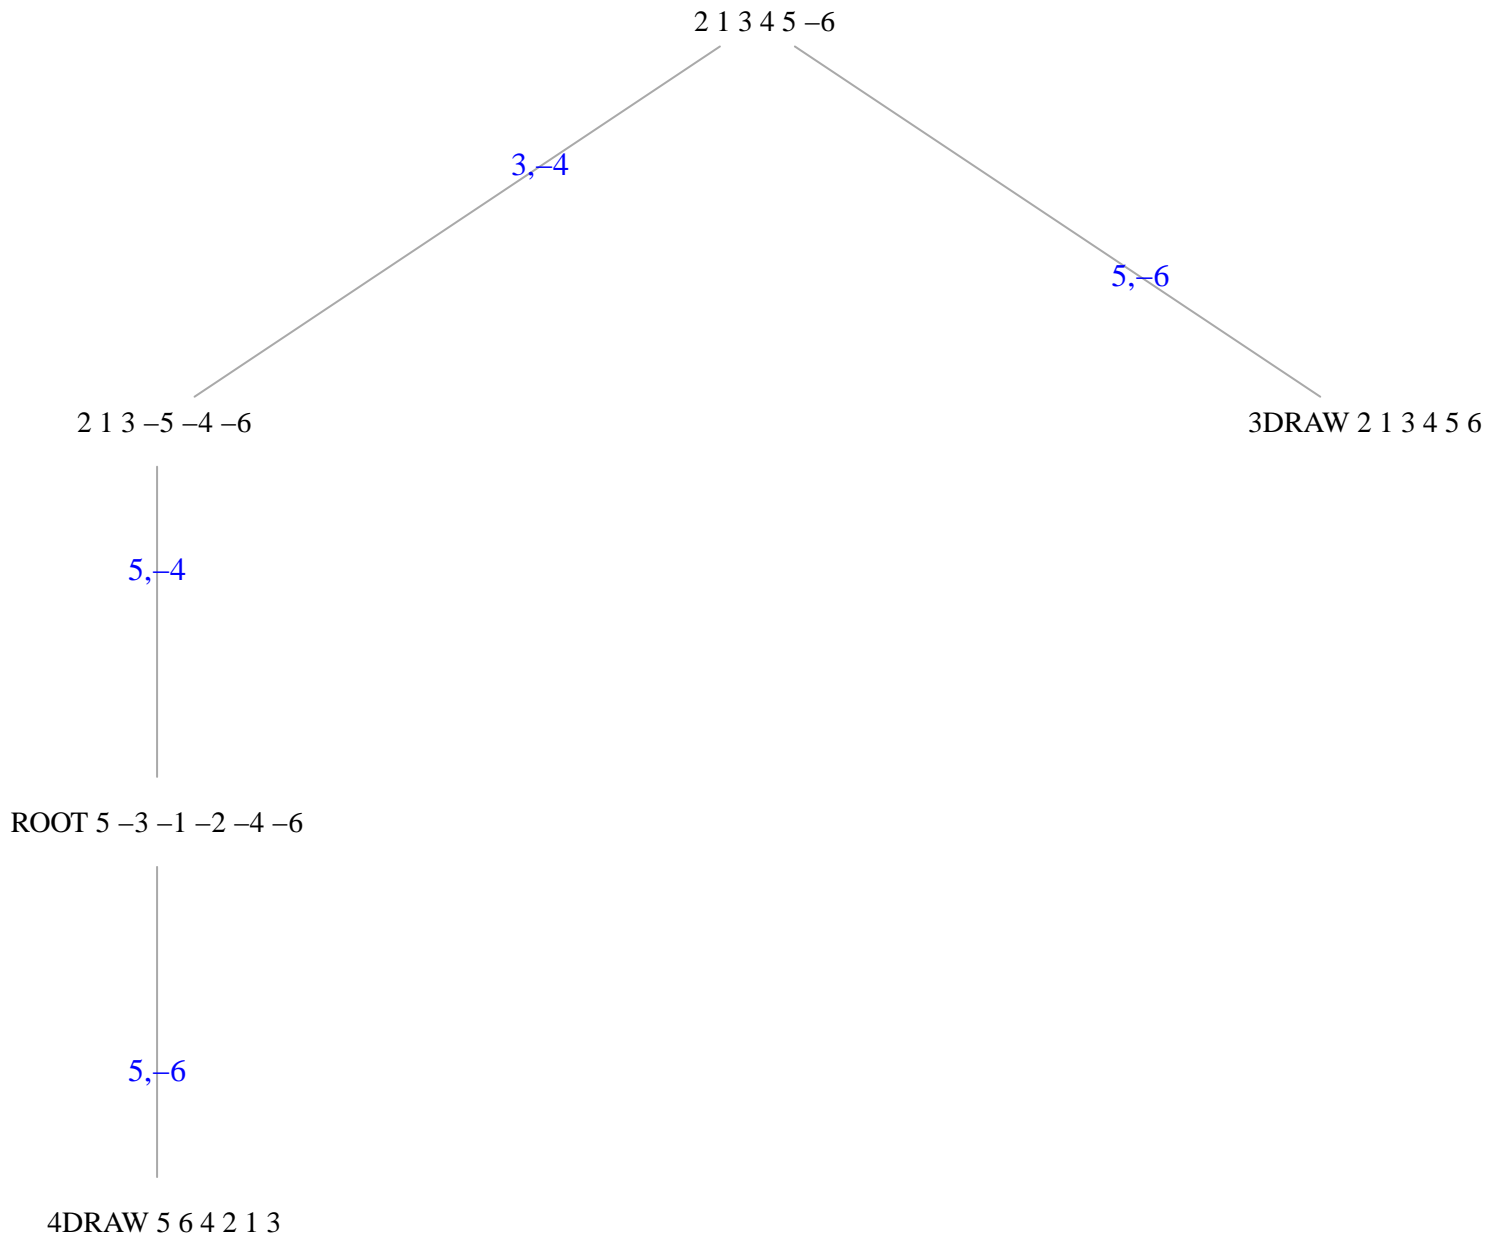 2 1 3 4 5 –6
3,–4
5,–6
2 1 3 –5 –4 –6
3DRAW 2 1 3 4 5 6
5,–4
ROOT 5 –3 –1 –2 –4 –6
5,–6
4DRAW 5 6 4 2 1 3